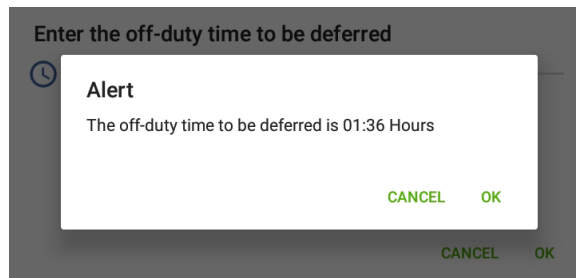 Enter the off-duty time to be deferred
Alert
The off-duty time to be deferred is 01:36 Hours
CANCEL OK
CANCEL OK